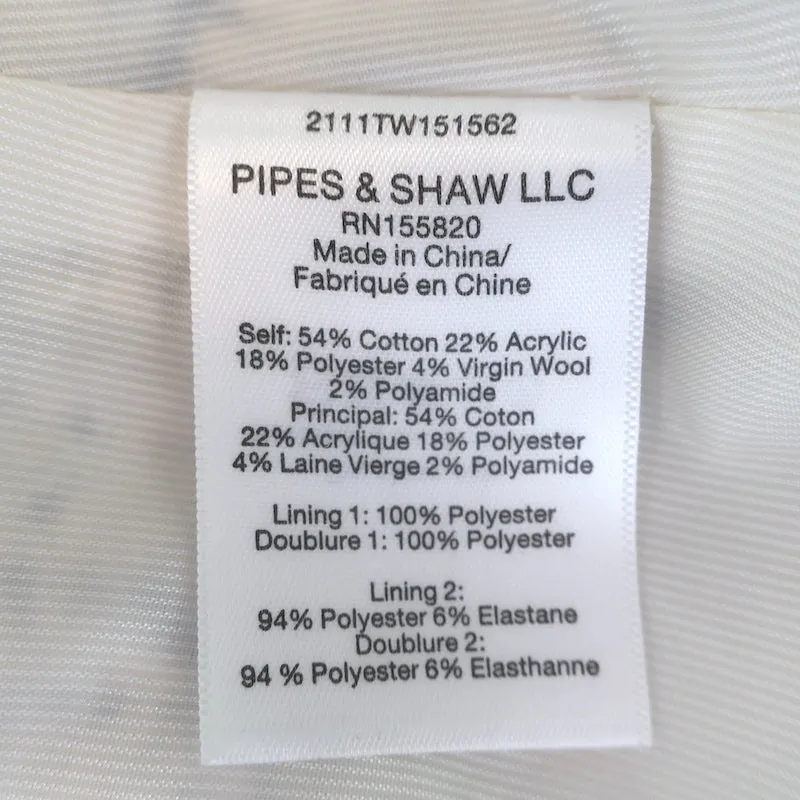 2111TW151562
PIPES & SHAW LLC
RN155820
Made in China/
Fabriqué en Chine
Self: 54% Cotton 22% Acrylic
18% Polyester 4% Virgin Wool
2% Polyamide
Principal: 54% Coton
22% Acrylique 18% Polyester
4% Laine Vierge 2% Polyamide
Lining 1: 100% Polyester
Doublure 1: 100% Polyester
Lining 2:
94% Polyester 6% Elastane
Doublure 2:
94 % Polyester 6% Elasthanne